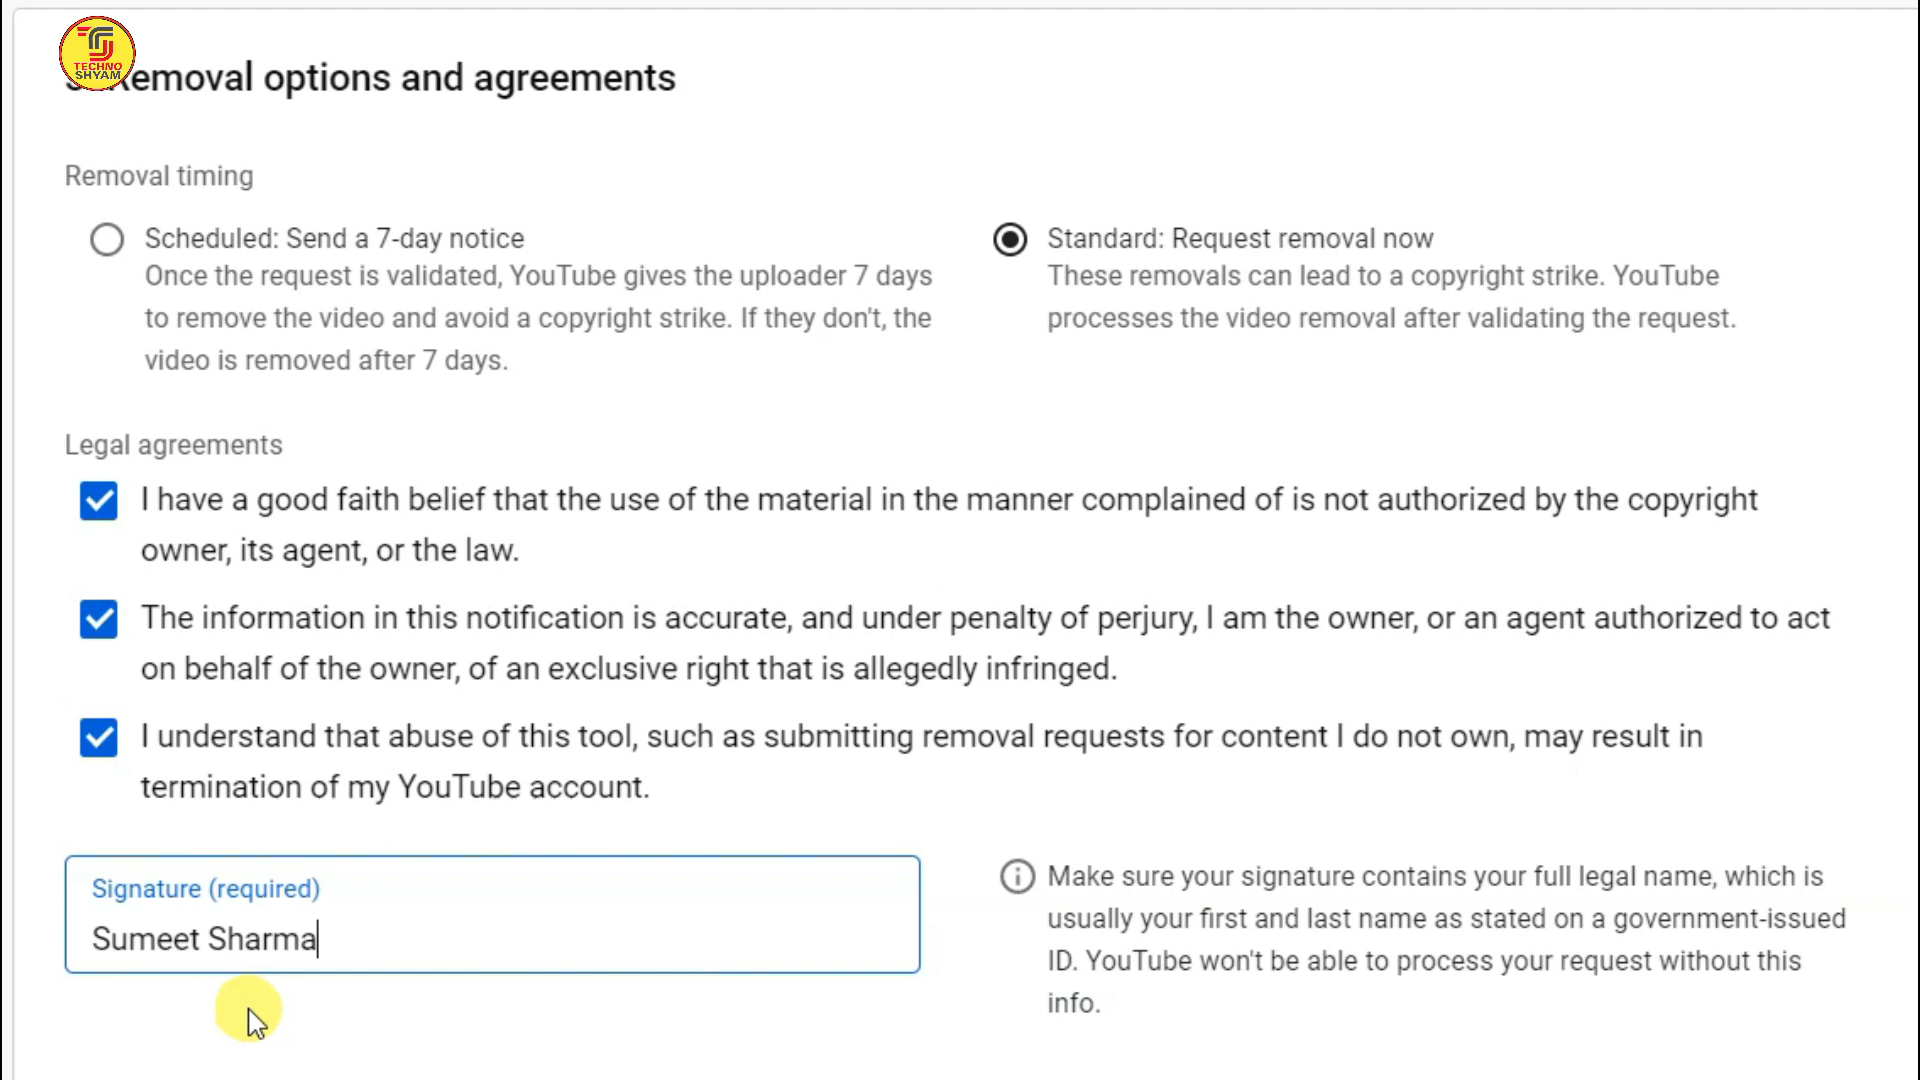 TECHNO
SHYAM
Removal options and agreements
Removal timing
Scheduled: Send a 7-day notice
Once the request is validated, YouTube gives the uploader 7 days
to remove the video and avoid a copyright strike. If they don't, the
video is removed after 7 days.
Standard: Request removal now
These removals can lead to a copyright strike. YouTube
processes the video removal after validating the request.
Legal agreements
I have a good faith belief that the use of the material in the manner complained of is not authorized by the copyright
owner, its agent, or the law.
The information in this notification is accurate, and under penalty of perjury, I am the owner, or an agent authorized to act
on behalf of the owner, of an exclusive right that is allegedly infringed.
I understand that abuse of this tool, such as submitting removal requests for content I do not own, may result in
termination of my YouTube account.
Signature (required)
Sumeet Sharma
Make sure your signature contains your full legal name, which is
usually your first and last name as stated on a government-issued
ID. YouTube won't be able to process your request without this
info.